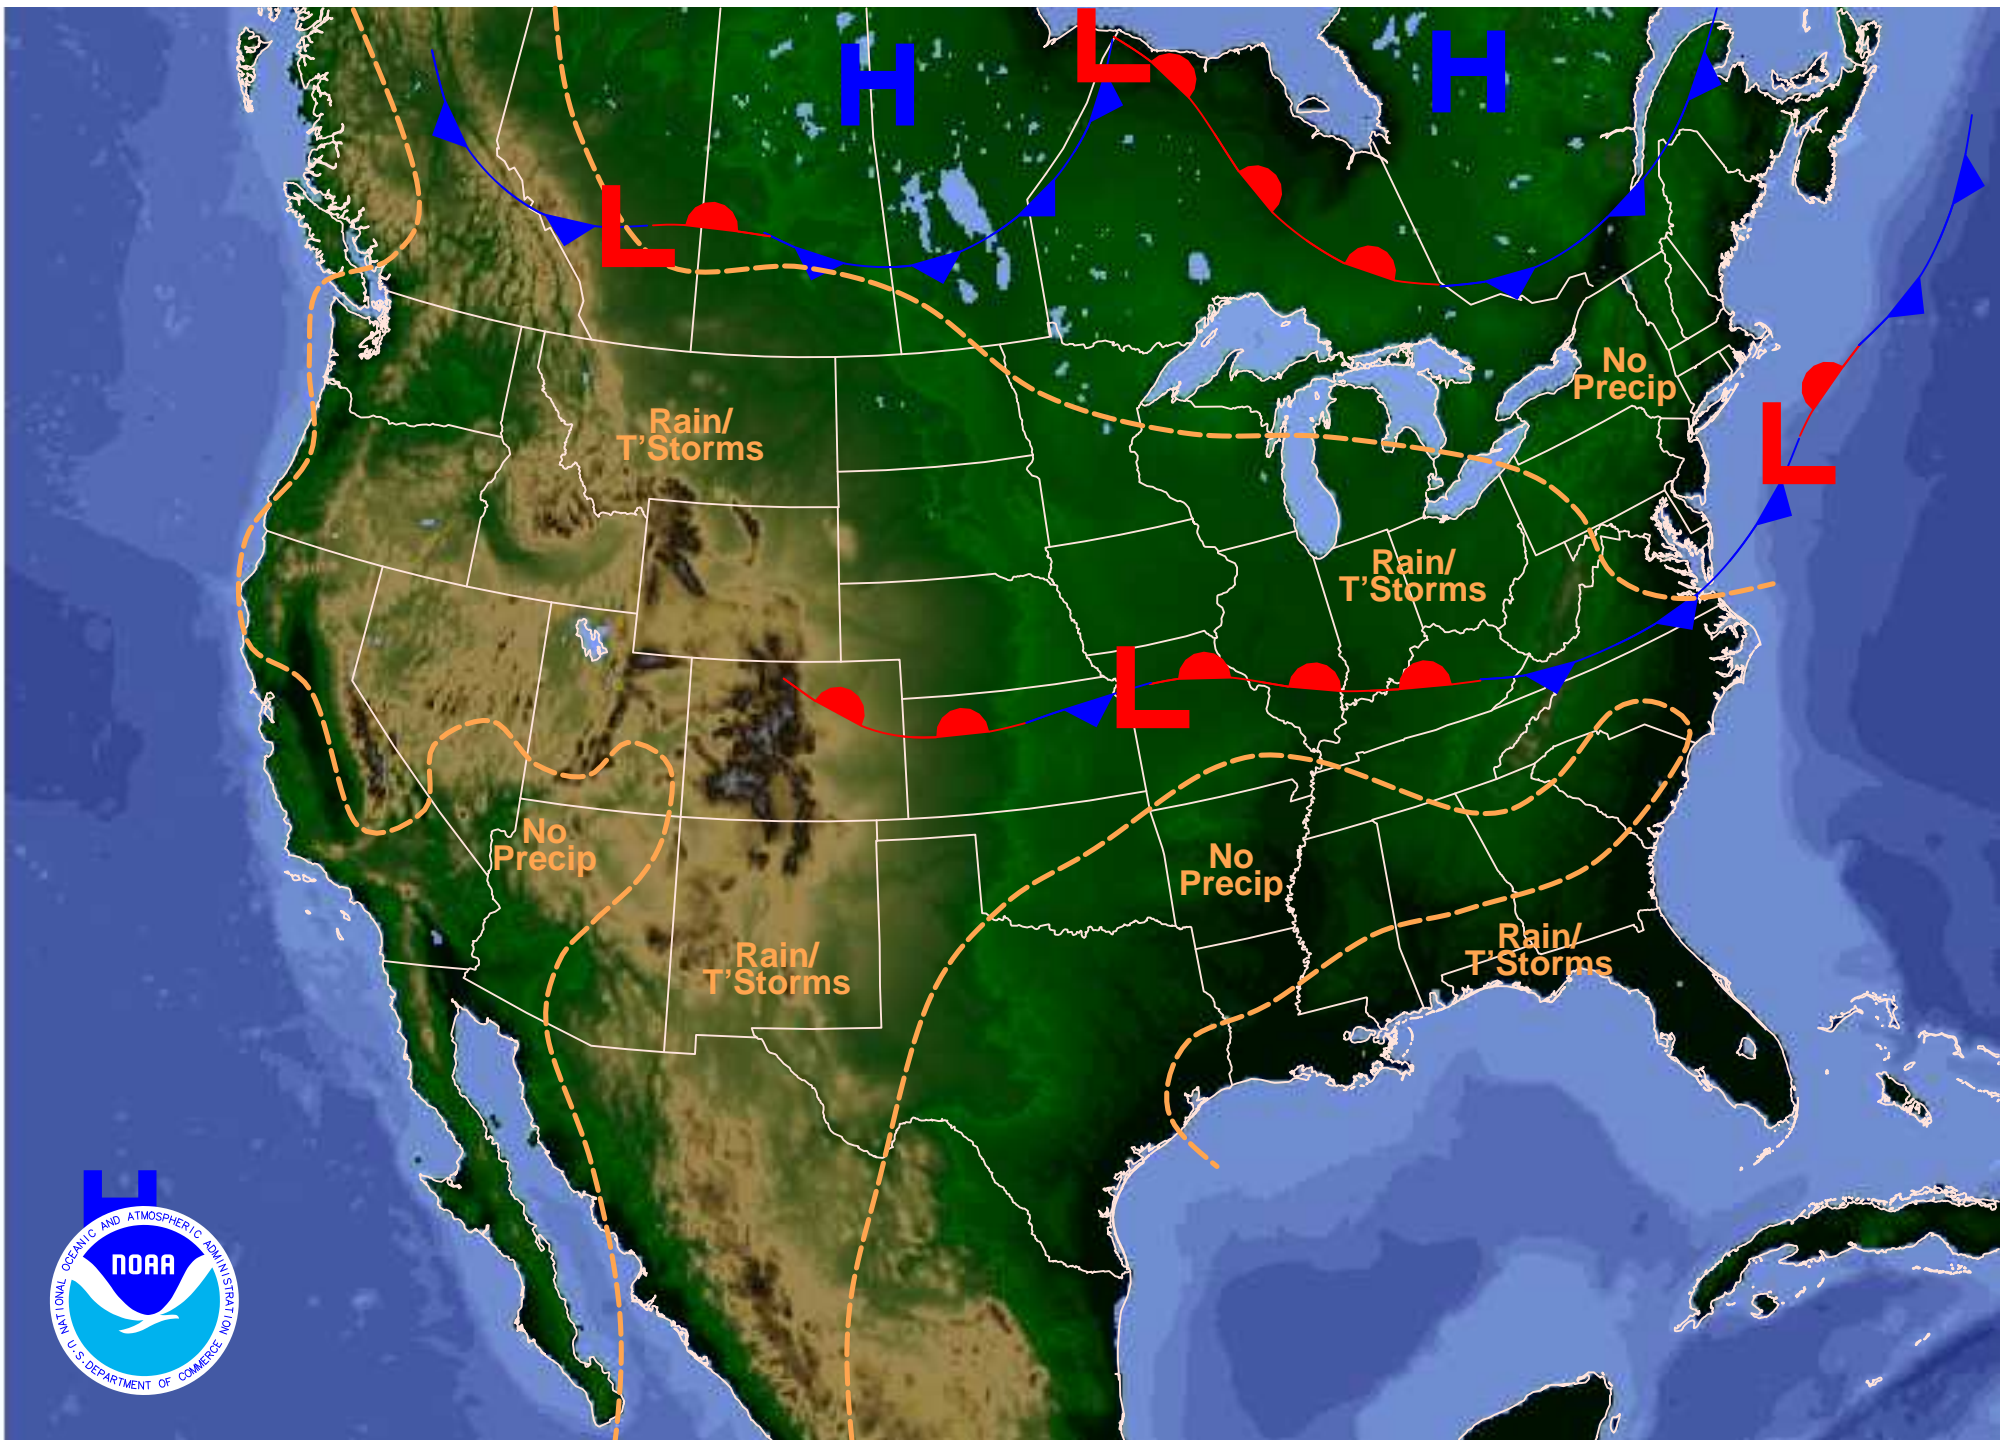 H
L
H
L
No
Precip
Rain/
T'Storms
L
Rain/
T'Storms
L
No
Precip
No
Precip
Rain/
T'Storms
Rain/
T'Storms
H
NATIONAL OCEANIC AND ATMOSPHERIC ADMINISTRATION
NOAA
U.S. DEPARTMENT OF COMMERCE